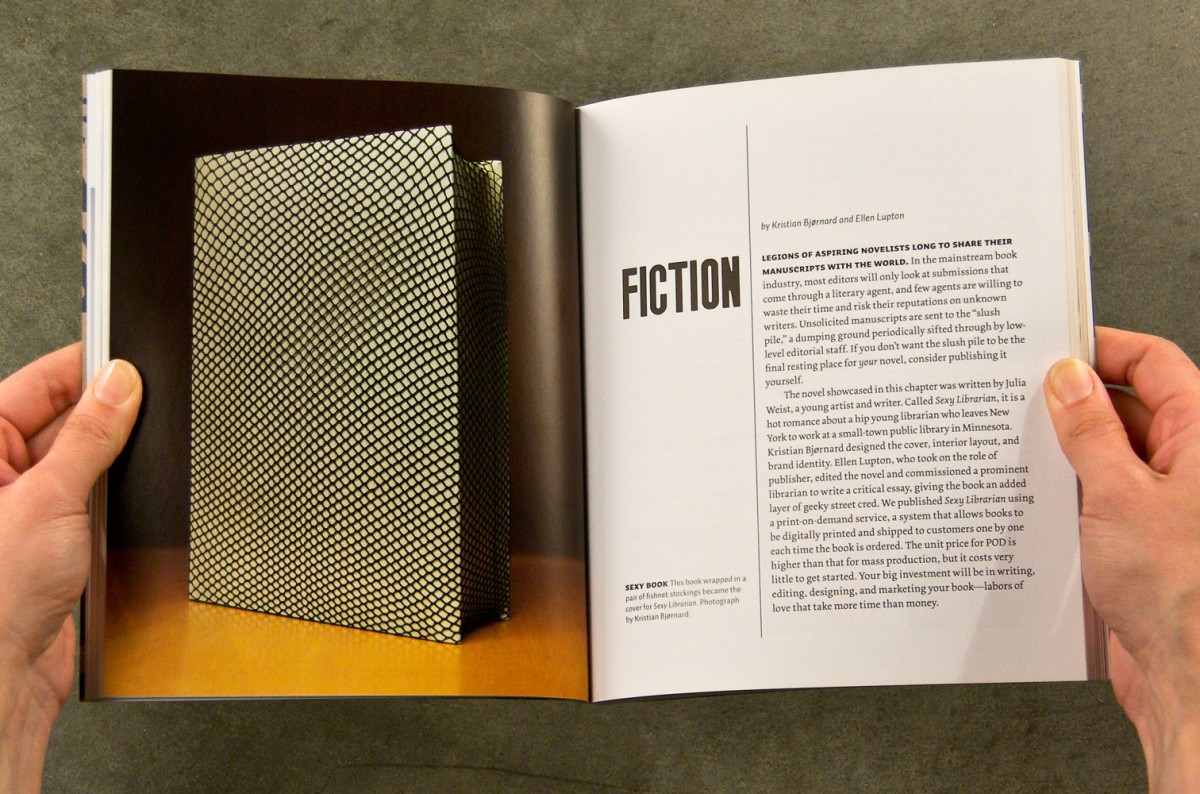 by Kristian Bjørnard and Ellen Lupton
FICTION
LEGIONS OF ASPIRING NOVELISTS LONG TO SHARE THEIR
MANUSCRIPTS WITH THE WORLD. In the mainstream book
industry, most editors will only look at submissions that
come through a literary agent, and few agents are willing to
waste their time and risk their reputations on unknown
writers. Unsolicited manuscripts are sent to the “slush
pile,” a dumping ground periodically sifted through by low-
level editorial staff. If you don’t want the slush pile to be the
final resting place for your novel, consider publishing it
yourself.
The novel showcased in this chapter was written by Julia
Weist, a young artist and writer. Called Sexy Librarian, it is a
hot romance about a hip young librarian who leaves New
York to work at a small-town public library in Minnesota.
Kristian Bjørnard designed the cover, interior layout, and
brand identity. Ellen Lupton, who took on the role of
publisher, edited the novel and commissioned a prominent
librarian to write a critical essay, giving the book an added
layer of geeky street cred. We published Sexy Librarian using
a print-on-demand service, a system that allows books to
be digitally printed and shipped to customers one by one
each time the book is ordered. The unit price for POD is
higher than that for mass production, but it costs very
little to get started. Your big investment will be in writing,
editing, designing, and marketing your book—labors of
love that take more time than money.
SEXY BOOK This book wrapped in a
pair of fishnet stockings became the
cover for Sexy Librarian. Photograph
by Kristian Bjørnard.